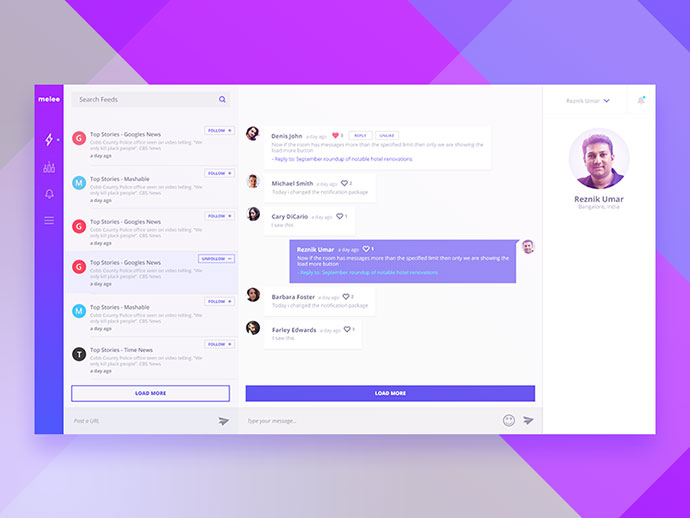 melee
Search Feeds
G
Top Stories - Googles News
FOLLOW +
Cobb County Police office seen on video telling. "We
only kill black people". CBS News
a day ago
M
Top Stories - Mashable
FOLLOW +
Cobb County Police office seen on video telling. "We
only kill black people". CBS News
a day ago
G
Top Stories - Googles News
FOLLOW +
Cobb County Police office seen on video telling. "We
only kill black people". CBS News
a day ago
G
Top Stories - Googles News
UNFOLLOW −
Cobb County Police office seen on video telling. "We
only kill black people". CBS News
a day ago
M
Top Stories - Mashable
FOLLOW +
Cobb County Police office seen on video telling. "We
only kill black people". CBS News
a day ago
T
Top Stories - Time News
FOLLOW +
Cobb County Police office seen on video telling. "We
only kill black people". CBS News
a day ago
LOAD MORE
Post a URL
Denis John a day ago 3 REPLY UNLIKE
Now if the room has messages more than the specified limit then only we are showing the
load more button
- Reply to: September roundup of notable hotel renovations
Michael Smith a day ago 2
Today i changed the notification package
Cary DiCario a day ago 1
I saw this
Reznik Umar a day ago 1
Now if the room has messages more than the specified limit then only we are showing the
load more button
- Reply to: September roundup of notable hotel renovations
Barbara Foster a day ago 2
Today i changed the notification package
Farley Edwards a day ago 1
I saw this
LOAD MORE
Type your message...
Reznik Umar
Reznik Umar
Bangalore, India